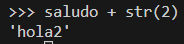 >>> saludo + str(2)
'hola2'